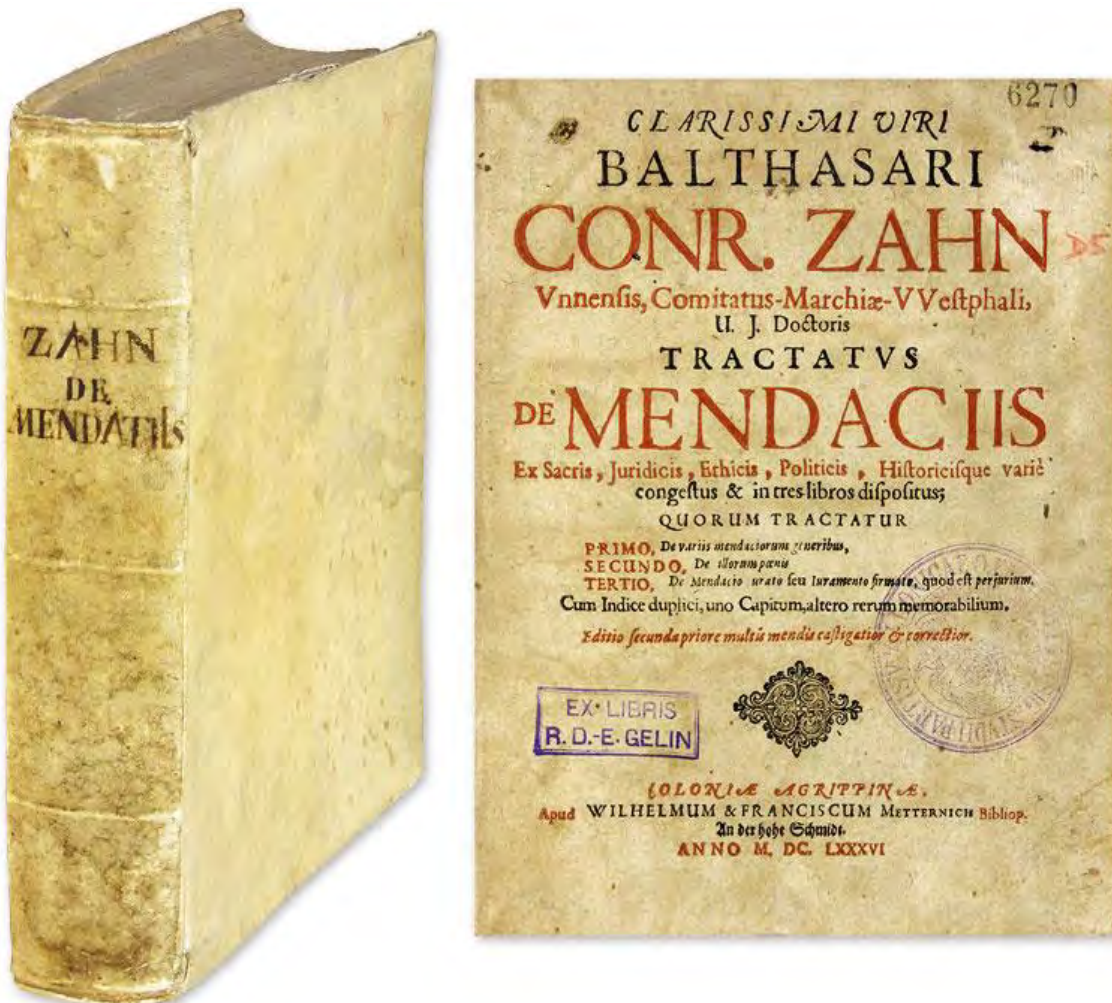 ZAHN
DE
MENDATIIS
6270
CLARISSIMI VIRI
BALTHASARI
CONR. ZAHN
D5
Vnnenſis, Comitatus-Marchiæ-VVeſtphali,
U. J. Doctoris
TRACTATVS
DE MENDACIIS
Ex Sacris, Juridicis, Ethicis, Politicis, Hiſtoriciſque variè
congeſtus & in tres libros diſpoſitus;
QUORUM TRACTATUR
PRIMO, De variis mendaciorum generibus,
SECUNDO, De illorum pœnis
TERTIO, De Mendacio urato ſeu Iuramento firmato, quod eſt perjurium.
Cum Indice duplici, uno Capitum, altero rerum memorabilium.
Editio ſecunda priore multis mendis caſtigatior & correctior.
EX-LIBRIS
R. D.-E. GELIN
COLONIÆ AGRIPPINÆ,
Apud WILHELMUM & FRANCISCUM METTERNICH Bibliop.
An der hohe Schmidt.
ANNO M. DC. LXXXVI